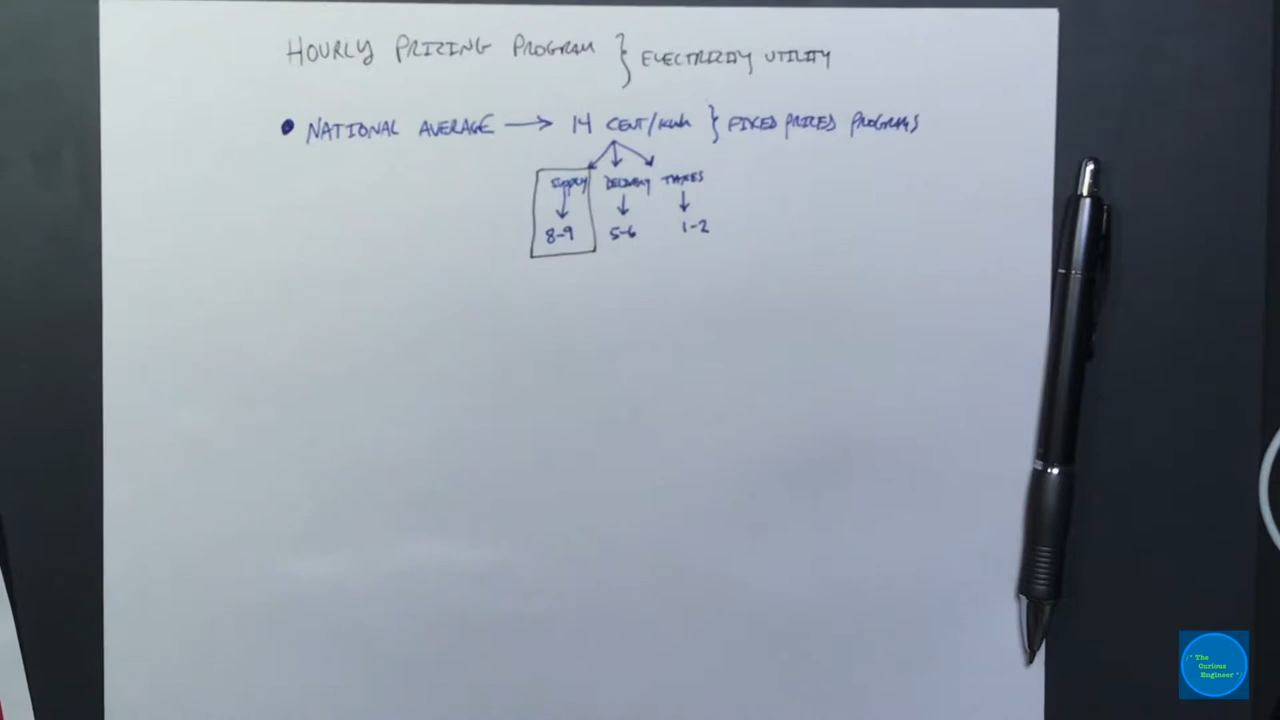 HOURLY PRICING PROGRAM } ELECTRICITY UTILITY
• NATIONAL AVERAGE → 14 CENT/kWh } FIXED PRICED PROGRAMS
SUPPLY DELIVERY TAXES
8-9 5-6 1-2
/* The
Curious
Engineer */